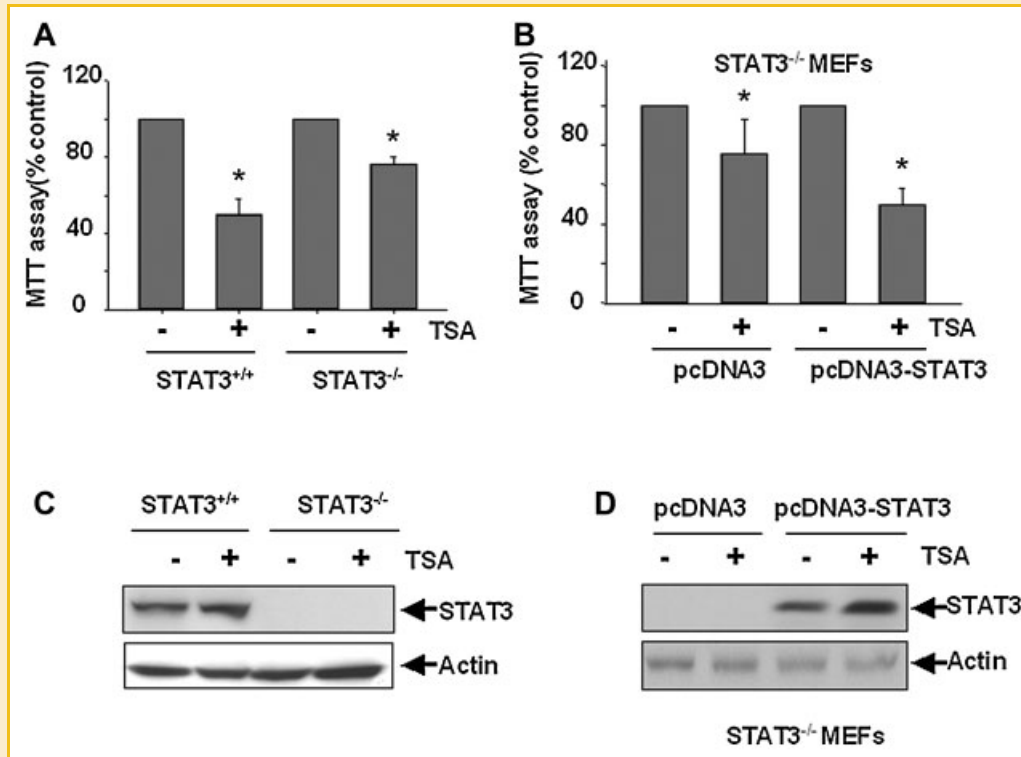 A
120
80
40
0
MTT assay(% control)
*
*
- + - + TSA
STAT3+/+ STAT3-/-
B
STAT3-/- MEFs
120
80
40
0
MTT assay (% control)
*
*
- + - + TSA
pcDNA3 pcDNA3-STAT3
C
STAT3+/+ STAT3-/-
- + - + TSA
STAT3
Actin
D
pcDNA3 pcDNA3-STAT3
- + - + TSA
STAT3
Actin
STAT3-/- MEFs